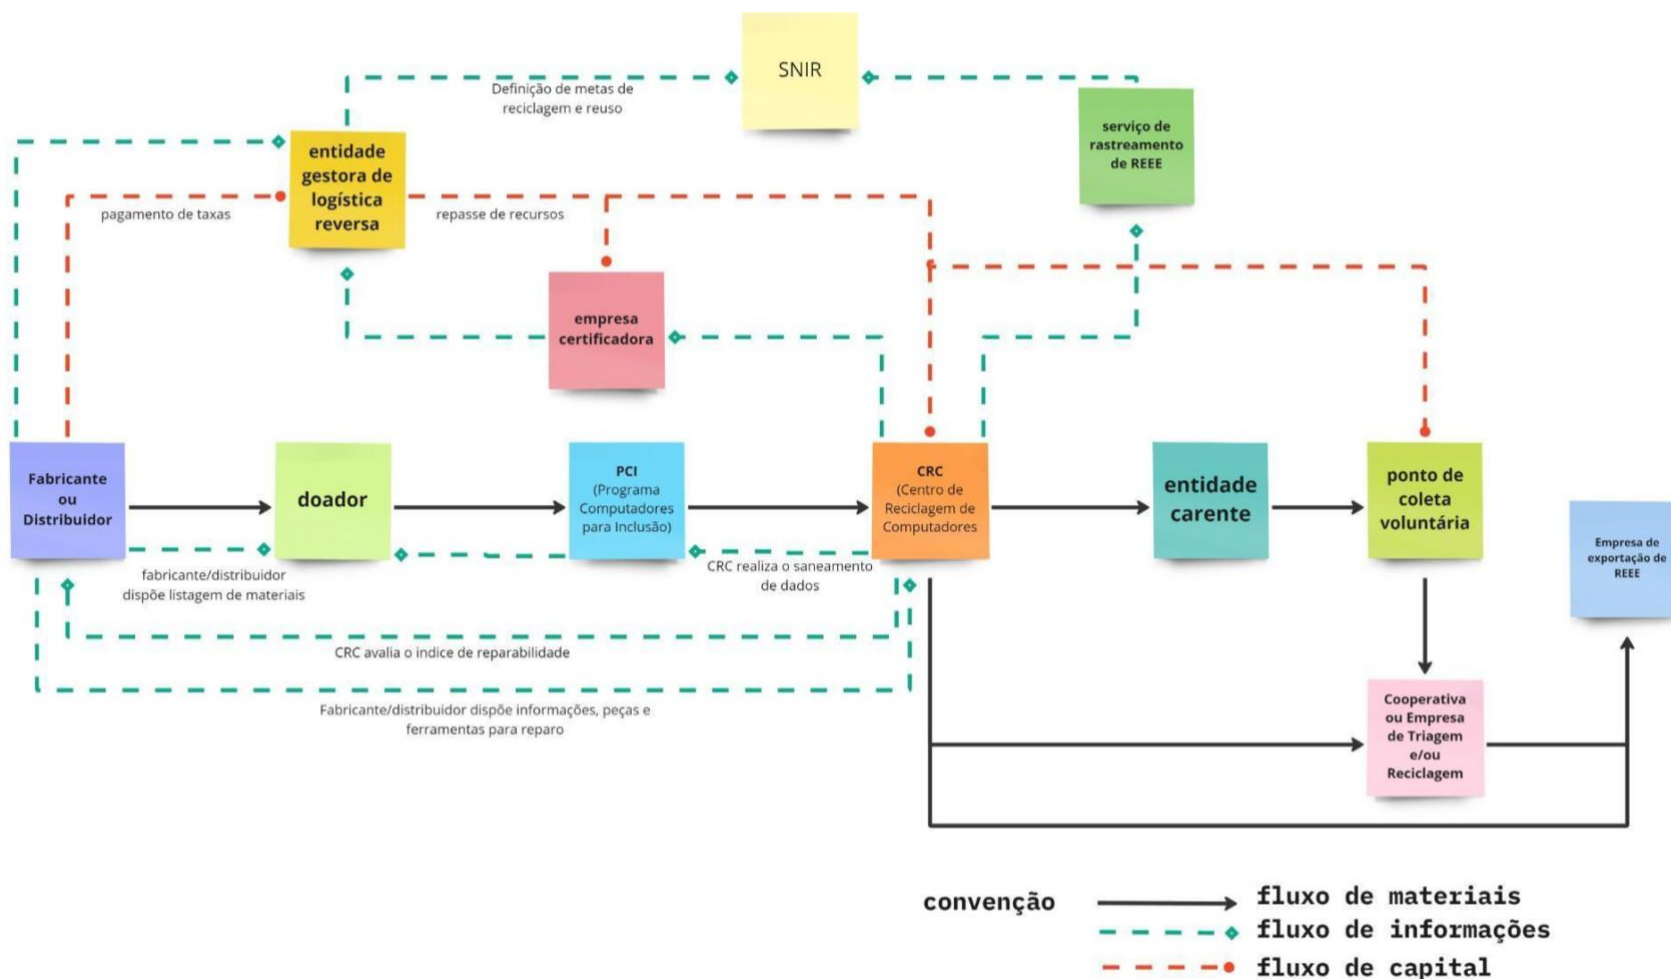 SNIR
Definição de metas de
reciclagem e reuso
serviço de
rastreamento
de REEE
entidade
gestora de
logística
reversa
pagamento de taxas
repasse de recursos
empresa
certificadora
Fabricante
ou
Distribuidor
doador
PCI
(Programa
Computadores
para Inclusão)
CRC
(Centro de
Reciclagem de
Computadores
entidade
carente
ponto de
coleta
voluntária
Empresa de
exportação de
REEE
fabricante/distribuidor
dispõe listagem de materiais
CRC realiza o saneamento
de dados
CRC avalia o indice de reparabilidade
Fabricante/distribuidor dispõe informações, peças e
ferramentas para reparo
Cooperativa
ou Empresa
de Triagem
e/ou
Reciclagem
convenção
fluxo de materiais
fluxo de informações
fluxo de capital